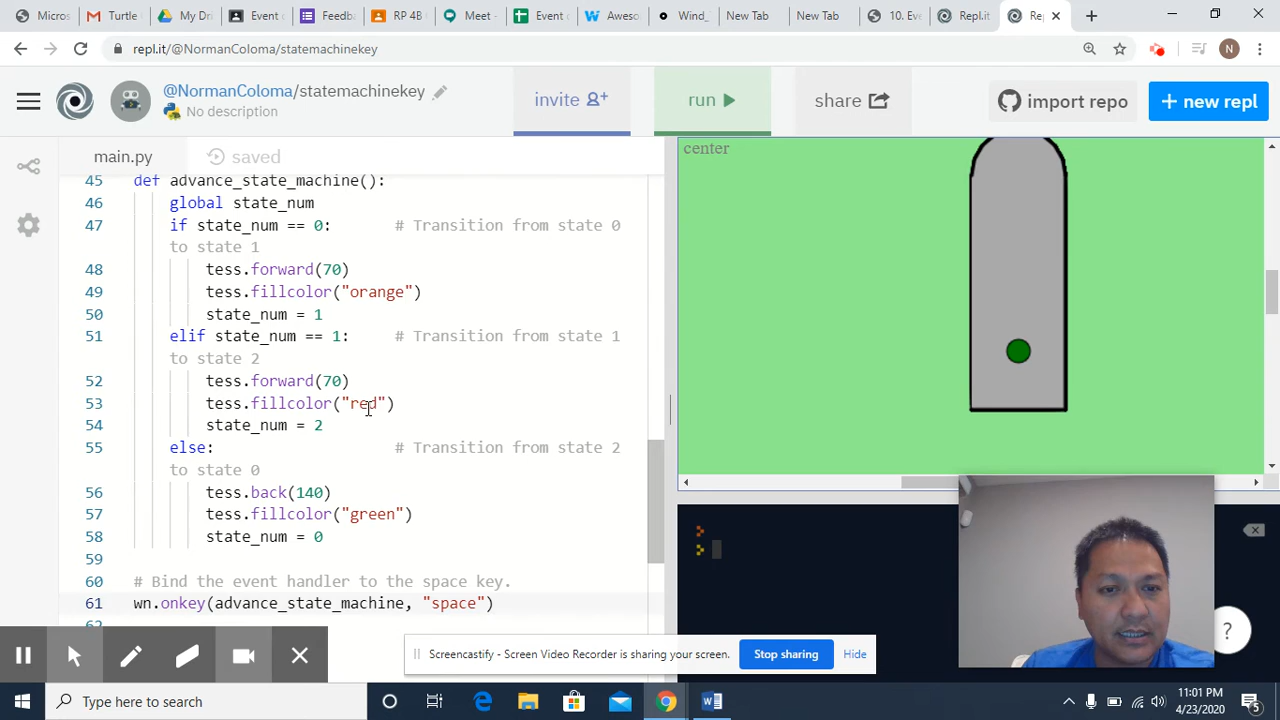 Micros
Turtle
My Dri
Event
Feedb
RP 4B
Meet -
Event
Aweso
Wind_
New Tab
New Tab
10. Eve
Repl.it
Rep
repl.it/@NormanColoma/statemachinekey
N
@NormanColoma/statemachinekey
No description
invite
run
share
import repo
+ new repl
main.py
saved
center
45 def advance_state_machine():
46 global state_num
47 if state_num == 0: # Transition from state 0
to state 1
48 tess.forward(70)
49 tess.fillcolor("orange")
50 state_num = 1
51 elif state_num == 1: # Transition from state 1
to state 2
52 tess.forward(70)
53 tess.fillcolor("red")
54 state_num = 2
55 else: # Transition from state 2
to state 0
56 tess.back(140)
57 tess.fillcolor("green")
58 state_num = 0
59
60 # Bind the event handler to the space key.
61 wn.onkey(advance_state_machine, "space")
62
?
Screencastify - Screen Video Recorder is sharing your screen.
Stop sharing
Hide
Type here to search
11:01 PM
4/23/2020
5